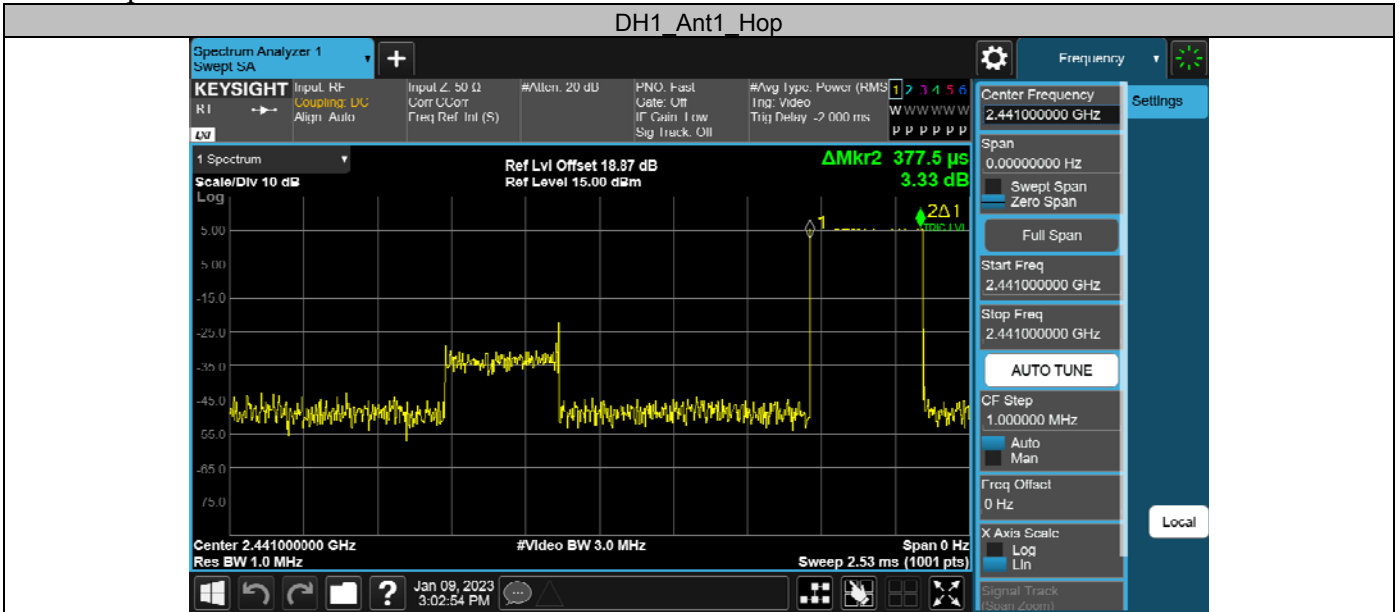 DH1_Ant1_Hop
Spectrum Analyzer 1
Swept SA
+
Frequency
KEYSIGHT
Input: RF
Coupling: DC
Align: Auto
Input Z: 50 Ω
Corr CCorr
Freq Ref: Int (S)
#Atten: 20 dB
PNO: Fast
Gate: Off
IF Gain: Low
Sig Track: Off
#Avg Type: Power (RMS
Trig: Video
Trig Delay: -2.000 ms
1 2 3 4 5 6
W W W W W W
P P P P P P
LXI
1 Spectrum
Scale/Div 10 dB
Log
Ref Lvl Offset 18.87 dB
Ref Level 15.00 dBm
ΔMkr2 377.5 µs
3.33 dB
1
2Δ1
TRIG LVL
5.00
-15.0
-25.0
-35.0
-45.0
-55.0
-65.0
Center 2.441000000 GHz
Res BW 1.0 MHz
#Video BW 3.0 MHz
Span 0 Hz
Sweep 2.53 ms (1001 pts)
Center Frequency
2.441000000 GHz
Settings
Span
0.00000000 Hz
Swept Span
Zero Span
Full Span
Start Freq
2.441000000 GHz
Stop Freq
2.441000000 GHz
AUTO TUNE
CF Step
1.000000 MHz
Auto
Man
Freq Offset
0 Hz
X Axis Scale
Log
Lin
Signal Track
(Span Zoom)
Local
?
Jan 09, 2023
3:02:54 PM